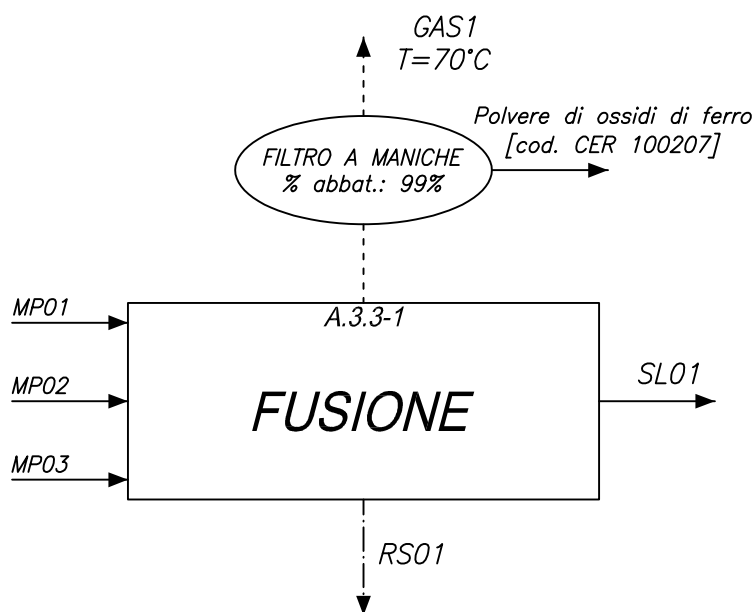 GAS1
T=70°C
Polvere di ossidi di ferro
[cod. CER 100207]
FILTRO A MANICHE
% abbat.: 99%
MP01
A.3.3-1
MP02
FUSIONE
SL01
MP03
RS01